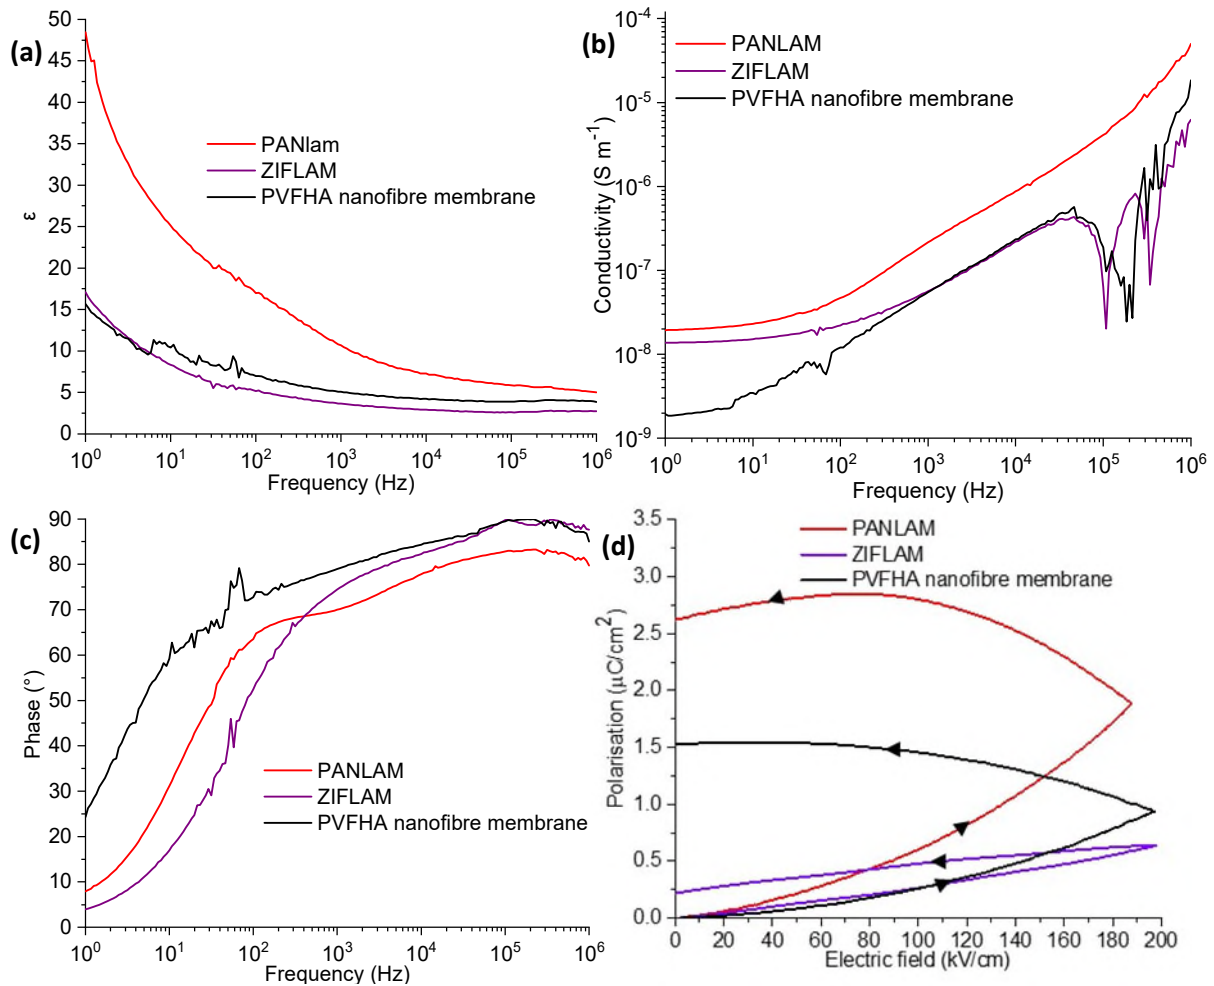 (a)
50
45
40
35
30
25
20
15
10
5
0
ε
PANlam
ZIFLAM
PVFHA nanofibre membrane
10^0 10^1 10^2 10^3 10^4 10^5 10^6
Frequency (Hz)
(b)
10^-4
10^-5
10^-6
10^-7
10^-8
10^-9
Conductivity (S m^-1)
PANLAM
ZIFLAM
PVFHA nanofibre membrane
10^0 10^1 10^2 10^3 10^4 10^5 10^6
Frequency (Hz)
(c)
90
80
70
60
50
40
30
20
10
0
Phase (°)
PANLAM
ZIFLAM
PVFHA nanofibre membrane
10^0 10^1 10^2 10^3 10^4 10^5 10^6
Frequency (Hz)
(d)
3.5
3.0
2.5
2.0
1.5
1.0
0.5
0.0
Polarisation (μC/cm^2)
PANLAM
ZIFLAM
PVFHA nanofibre membrane
0 20 40 60 80 100 120 140 160 180 200
Electric field (kV/cm)